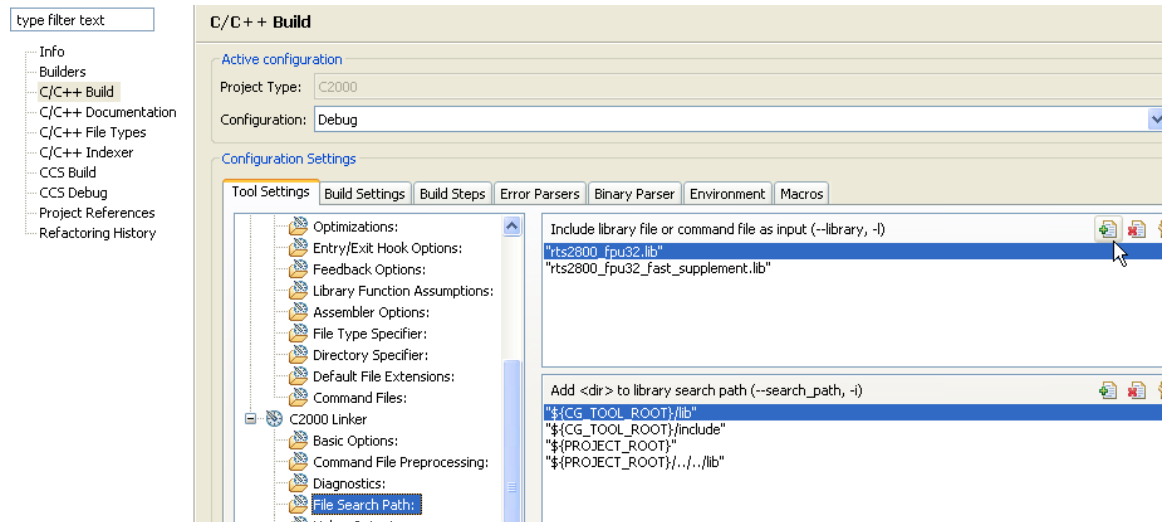 type filter text
Info
Builders
C/C++ Build
C/C++ Documentation
C/C++ File Types
C/C++ Indexer
CCS Build
CCS Debug
Project References
Refactoring History
C/C++ Build
Active configuration
Project Type: C2000
Configuration: Debug
Configuration Settings
Tool Settings Build Settings Build Steps Error Parsers Binary Parser Environment Macros
Optimizations:
Entry/Exit Hook Options:
Feedback Options:
Library Function Assumptions:
Assembler Options:
File Type Specifier:
Directory Specifier:
Default File Extensions:
Command Files:
C2000 Linker
Basic Options:
Command File Preprocessing:
Diagnostics:
File Search Path:
Include library file or command file as input (--library, -l)
"rts2800_fpu32.lib"
"rts2800_fpu32_fast_supplement.lib"
Add <dir> to library search path (--search_path, -i)
"${CG_TOOL_ROOT}/lib"
"${CG_TOOL_ROOT}/include"
"${PROJECT_ROOT}"
"${PROJECT_ROOT}/../../lib"